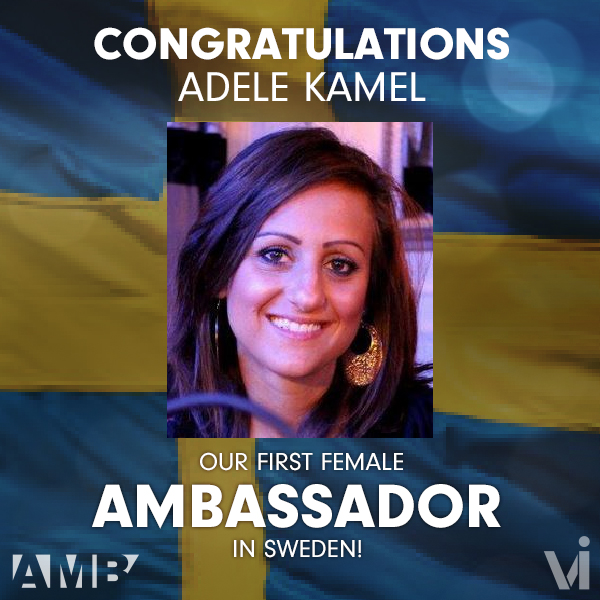 CONGRATULATIONS
ADELE KAMEL
OUR FIRST FEMALE
AMBASSADOR
IN SWEDEN!
AMB
Vi